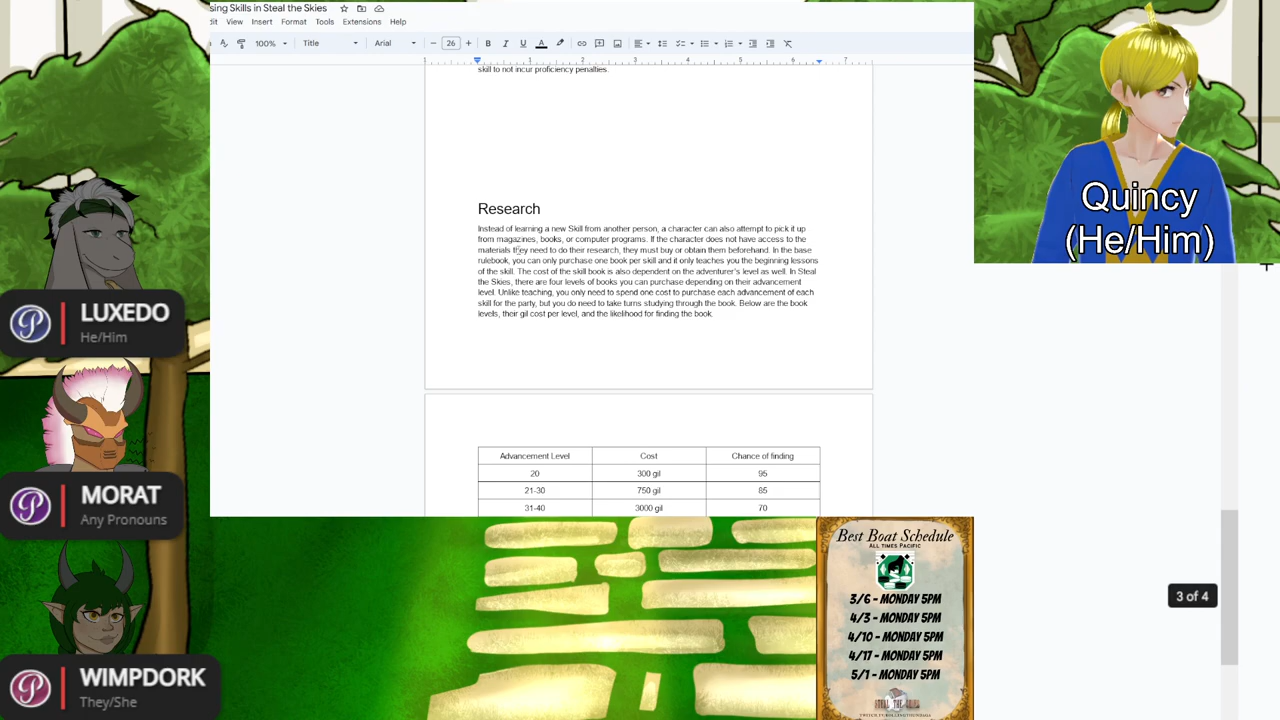 sing Skills in Steal the Skies
dit View Insert Format Tools Extensions Help
100% Title Arial 26 B I U A
1 1 2 3 4 5 6 7
skill to not incur proficiency penalties.
Research
Instead of learning a new Skill from another person, a character can also attempt to pick it up
from magazines, books, or computer programs. If the character does not have access to the
materials they need to do their research, they must buy or obtain them beforehand. In the base
rulebook, you can only purchase one book per skill and it only teaches you the beginning lessons
of the skill. The cost of the skill book is also dependent on the adventurer's level as well. In Steal
the Skies, there are four levels of books you can purchase depending on their advancement
level. Unlike teaching, you only need to spend one cost to purchase each advancement of each
skill for the party, but you do need to take turns studying through the book. Below are the book
levels, their gil cost per level, and the likelihood for finding the book.
Advancement Level Cost Chance of finding
20 300 gil 95
21-30 750 gil 85
31-40 3000 gil 70
3 of 4
Quincy
(He/Him)
LUXEDO
He/Him
MORAT
Any Pronouns
WIMPDORK
They/She
Best Boat Schedule
ALL TIMES PACIFIC
3/6 - MONDAY 5PM
4/3 - MONDAY 5PM
4/10 - MONDAY 5PM
4/17 - MONDAY 5PM
5/1 - MONDAY 5PM
STEAL THE SKIES